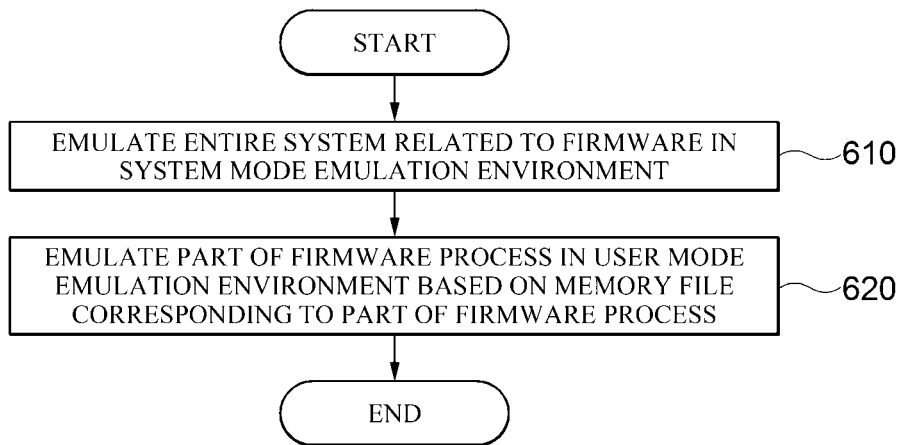 START
EMULATE ENTIRE SYSTEM RELATED TO FIRMWARE IN
SYSTEM MODE EMULATION ENVIRONMENT
610
EMULATE PART OF FIRMWARE PROCESS IN USER MODE
EMULATION ENVIRONMENT BASED ON MEMORY FILE
CORRESPONDING TO PART OF FIRMWARE PROCESS
620
END